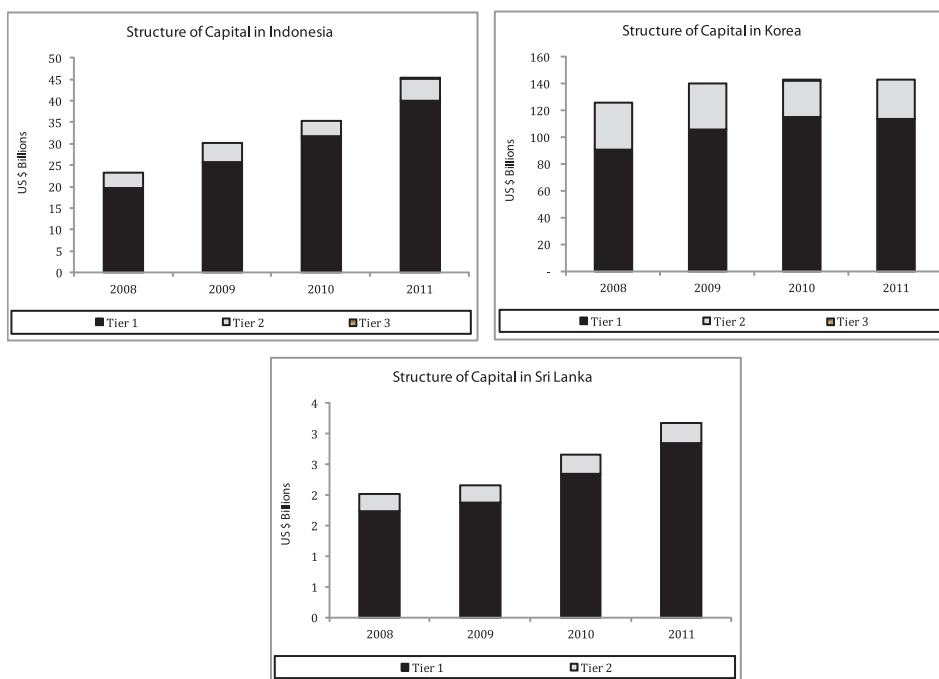 Structure of Capital in Indonesia
US $ Billions
50
45
40
35
30
25
20
15
10
5
0
2008 2009 2010 2011
Tier 1 Tier 2 Tier 3
Structure of Capital in Korea
US $ Billions
160
140
120
100
80
60
40
20
-
2008 2009 2010 2011
Tier 1 Tier 2 Tier 3
Structure of Capital in Sri Lanka
US $ Billions
4
3
3
2
2
1
1
0
2008 2009 2010 2011
Tier 1 Tier 2